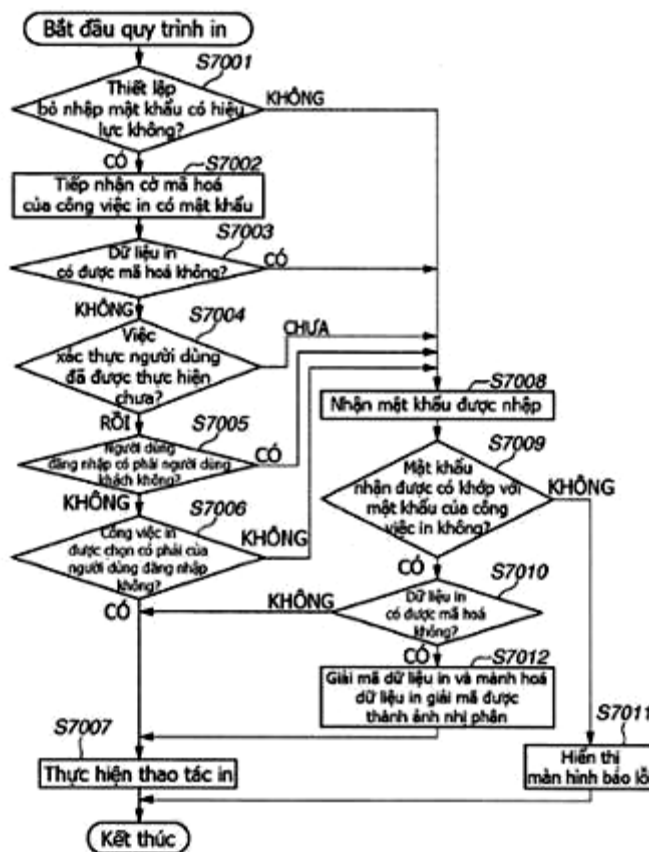 Bắt đầu quy trình in
S7001
Thiết lập
bỏ nhập mật khẩu có hiệu
lực không?
KHÔNG
CÓ
S7002
Tiếp nhận cờ mã hoá
của công việc in có mật khẩu
S7003
Dữ liệu in
có được mã hoá không?
CÓ
KHÔNG
S7004
Việc
xác thực người dùng
đã được thực hiện
chưa?
CHƯA
RỒI
S7005
Người dùng
đăng nhập có phải người dùng
khách không?
CÓ
KHÔNG
S7006
Công việc in
được chọn có phải của
người dùng đăng nhập
không?
KHÔNG
CÓ
S7008
Nhận mật khẩu được nhập
S7009
Mật khẩu
nhận được có khớp với
mật khẩu của công
việc in không?
KHÔNG
CÓ
S7010
Dữ liệu in
có được mã hoá
không?
KHÔNG
CÓ
S7012
Giải mã dữ liệu in và mành hoá
dữ liệu in giải mã được
thành ảnh nhị phân
S7007
Thực hiện thao tác in
S7011
Hiển thị
màn hình báo lỗi
Kết thúc